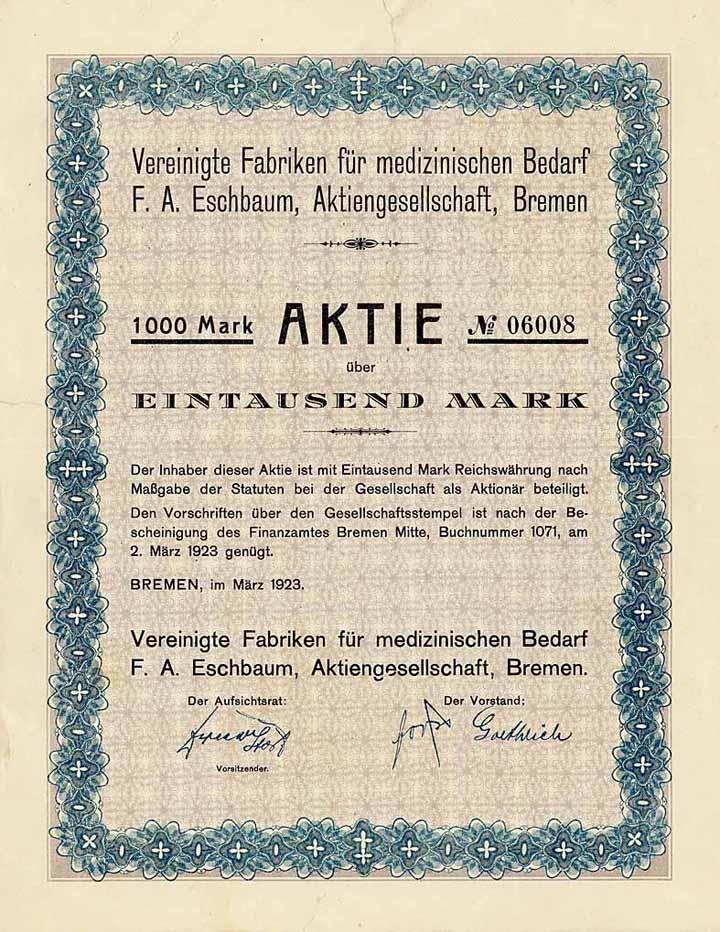 Vereinigte Fabriken für medizinischen Bedarf
F. A. Eschbaum, Aktiengesellschaft, Bremen
1000 Mark AKTIE № 06008
über
EINTAUSEND MARK
Der Inhaber dieser Aktie ist mit Eintausend Mark Reichswährung nach
Maßgabe der Statuten bei der Gesellschaft als Aktionär beteiligt.
Den Vorschriften über den Gesellschaftsstempel ist nach der Be-
scheinigung des Finanzamtes Bremen Mitte, Buchnummer 1071, am
2. März 1923 genügt.
BREMEN, im März 1923.
Vereinigte Fabriken für medizinischen Bedarf
F. A. Eschbaum, Aktiengesellschaft, Bremen.
Der Aufsichtsrat: Der Vorstand:
Vorsitzender.